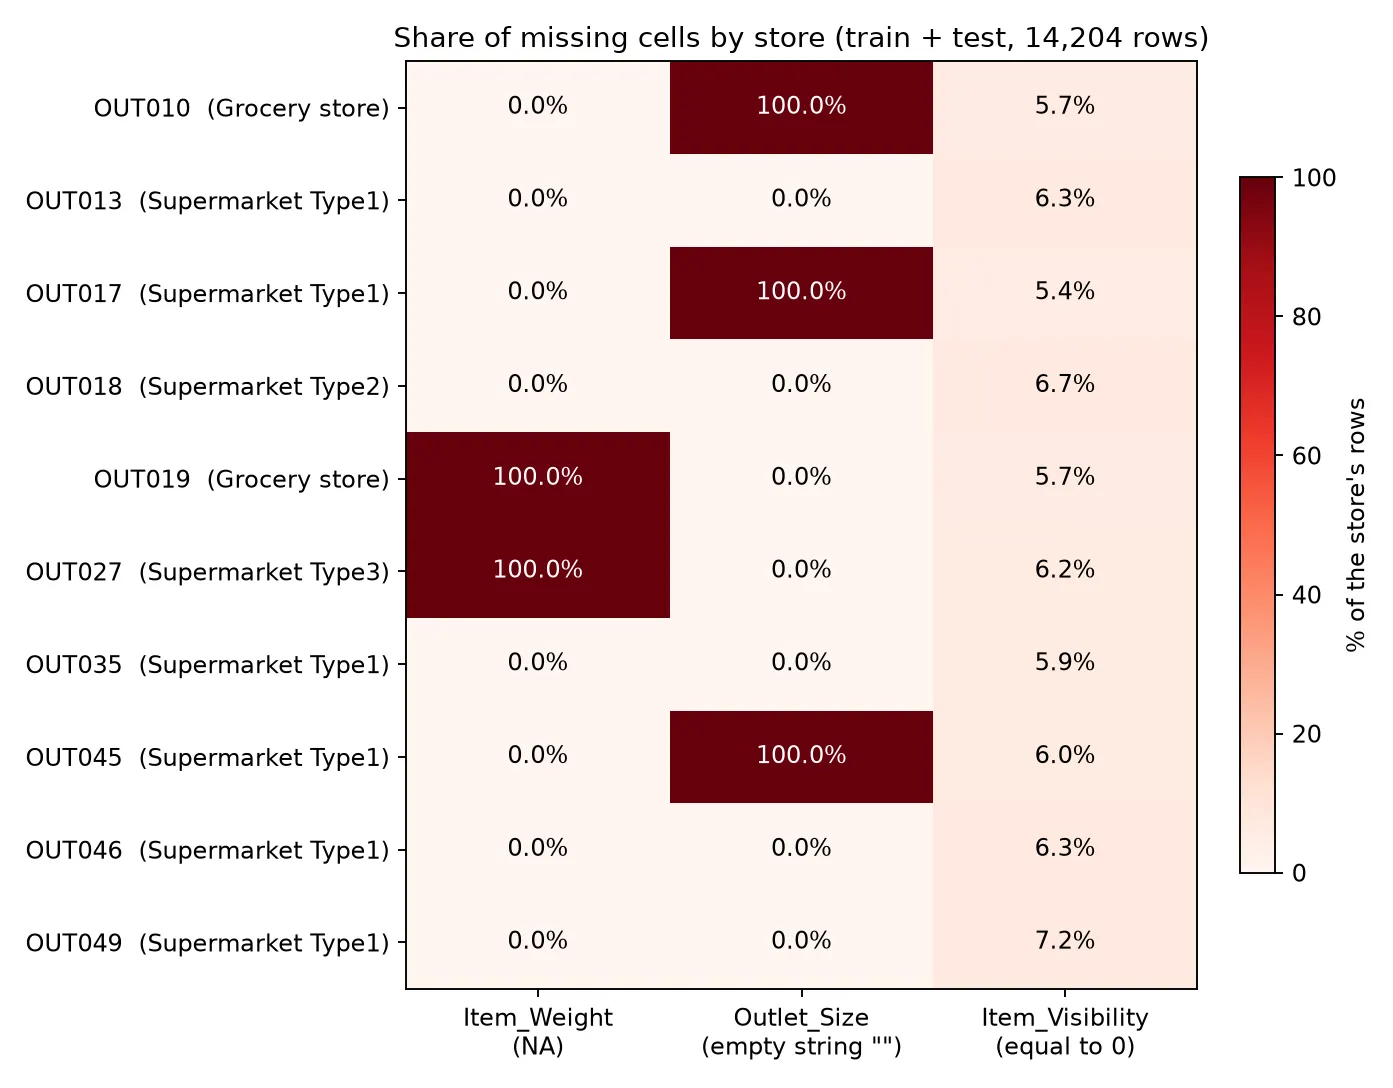 Share of missing cells by store (train + test, 14,204 rows)
OUT010 (Grocery store) 0.0% 100.0% 5.7%
OUT013 (Supermarket Type1) 0.0% 0.0% 6.3%
OUT017 (Supermarket Type1) 0.0% 100.0% 5.4%
OUT018 (Supermarket Type2) 0.0% 0.0% 6.7%
OUT019 (Grocery store) 100.0% 0.0% 5.7%
OUT027 (Supermarket Type3) 100.0% 0.0% 6.2%
OUT035 (Supermarket Type1) 0.0% 0.0% 5.9%
OUT045 (Supermarket Type1) 0.0% 100.0% 6.0%
OUT046 (Supermarket Type1) 0.0% 0.0% 6.3%
OUT049 (Supermarket Type1) 0.0% 0.0% 7.2%
Item_Weight Outlet_Size Item_Visibility
(NA) (empty string "") (equal to 0)
100
80
60
40
20
0
% of the store's rows